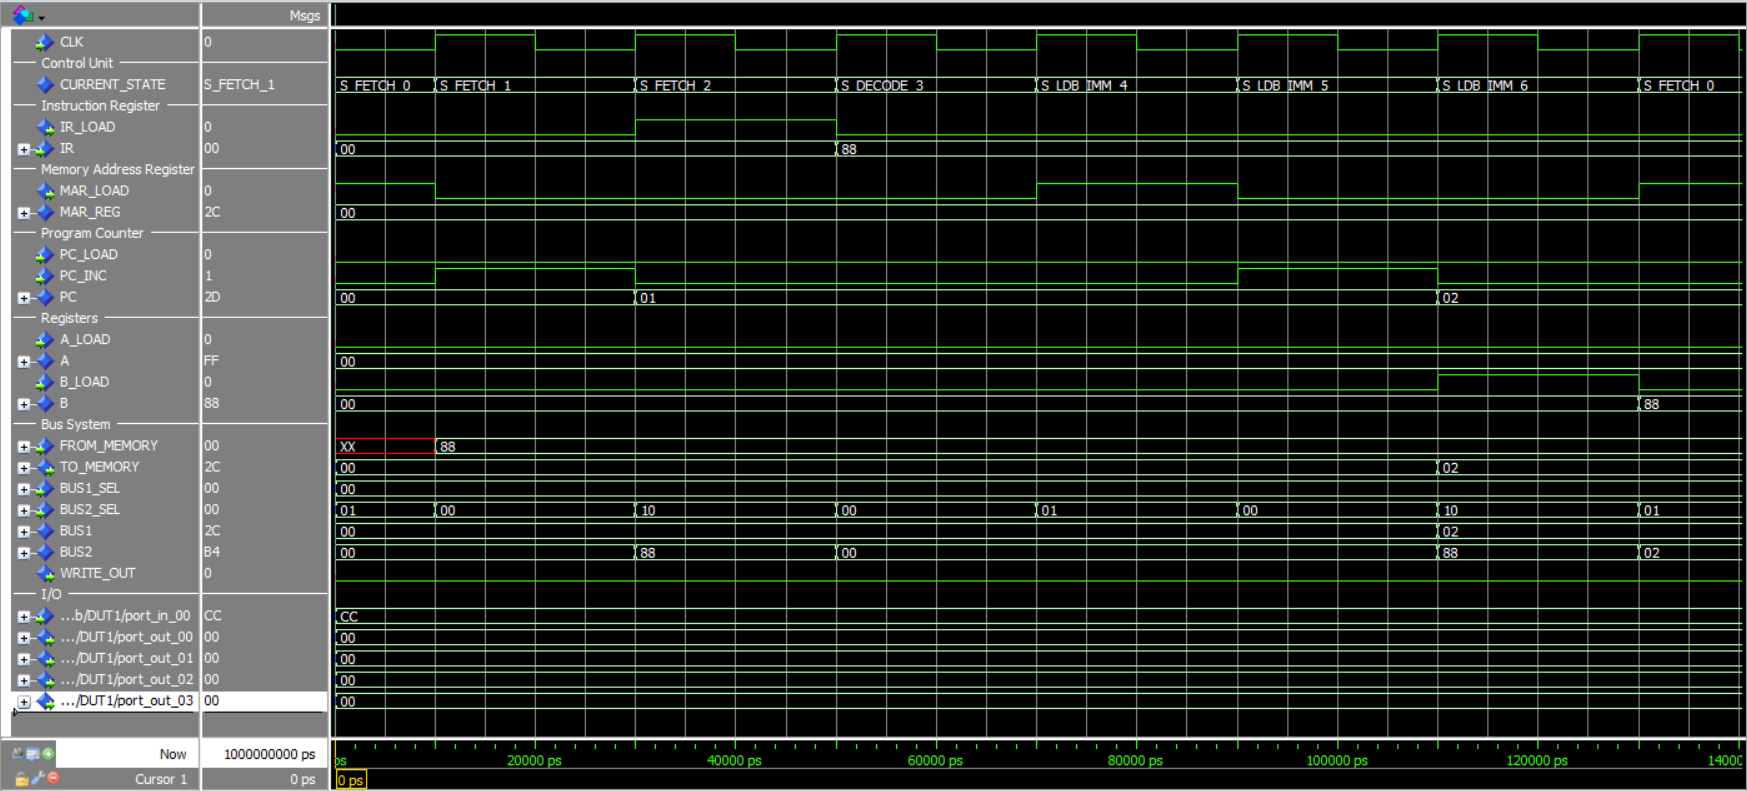 Msgs
CLK 0
Control Unit
CURRENT_STATE S_FETCH_1 S_FETCH_0 S_FETCH_1 S_FETCH_2 S_DECODE_3 S_LDB_IMM_4 S_LDB_IMM_5 S_LDB_IMM_6 S_FETCH_0
Instruction Register
IR_LOAD 0
IR 00 00 88
Memory Address Register
MAR_LOAD 0
MAR_REG 2C 00
Program Counter
PC_LOAD 0
PC_INC 1
PC 2D 00 01 02
Registers
A_LOAD 0
A FF 00
B_LOAD 0
B 88 00 88
Bus System
FROM_MEMORY 00 XX 88
TO_MEMORY 2C 00 02
BUS1_SEL 00 00
BUS2_SEL 00 01 00 10 00 01 00 10 01
BUS1 2C 00 02
BUS2 B4 00 88 00 88 02
WRITE_OUT 0
I/O
...b/DUT1/port_in_00 CC CC
.../DUT1/port_out_00 00 00
.../DUT1/port_out_01 00 00
.../DUT1/port_out_02 00 00
.../DUT1/port_out_03 00 00
Now 1000000000 ps ps 20000 ps 40000 ps 60000 ps 80000 ps 100000 ps 120000 ps 14000
Cursor 1 0 ps 0 ps